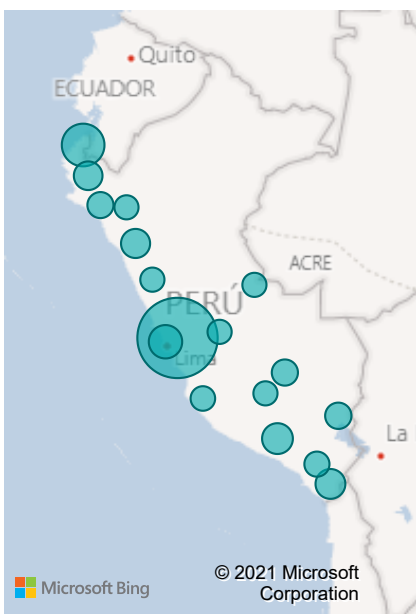 Quito
ECUADOR
ACRE
PERÚ
Lima
La
Microsoft Bing
© 2021 Microsoft
Corporation